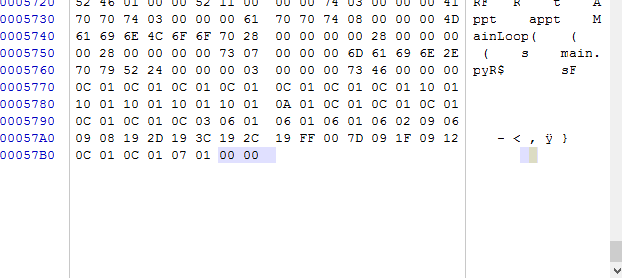 0005720 52 46 01 00 00 52 11 00 00 00 74 03 00 00 00 41 RF R t A
0005730 70 70 74 03 00 00 00 61 70 70 74 08 00 00 00 4D ppt appt M
0005740 61 69 6E 4C 6F 6F 70 28 00 00 00 00 28 00 00 00 ainLoop( (
0005750 00 28 00 00 00 00 73 07 00 00 00 6D 61 69 6E 2E ( s main.
0005760 70 79 52 24 00 00 00 03 00 00 00 73 46 00 00 00 pyR$ sF
0005770 0C 01 0C 01 0C 01 0C 01 0C 01 0C 01 0C 01 10 01
0005780 10 01 10 01 10 01 10 01 0A 01 0C 01 0C 01 0C 01
0005790 0C 01 0C 01 0C 03 06 01 06 01 06 01 06 02 09 06
00057A0 09 08 19 2D 19 3C 19 2C 19 FF 00 7D 09 1F 09 12 - < , ÿ }
00057B0 0C 01 0C 01 07 01 00 00